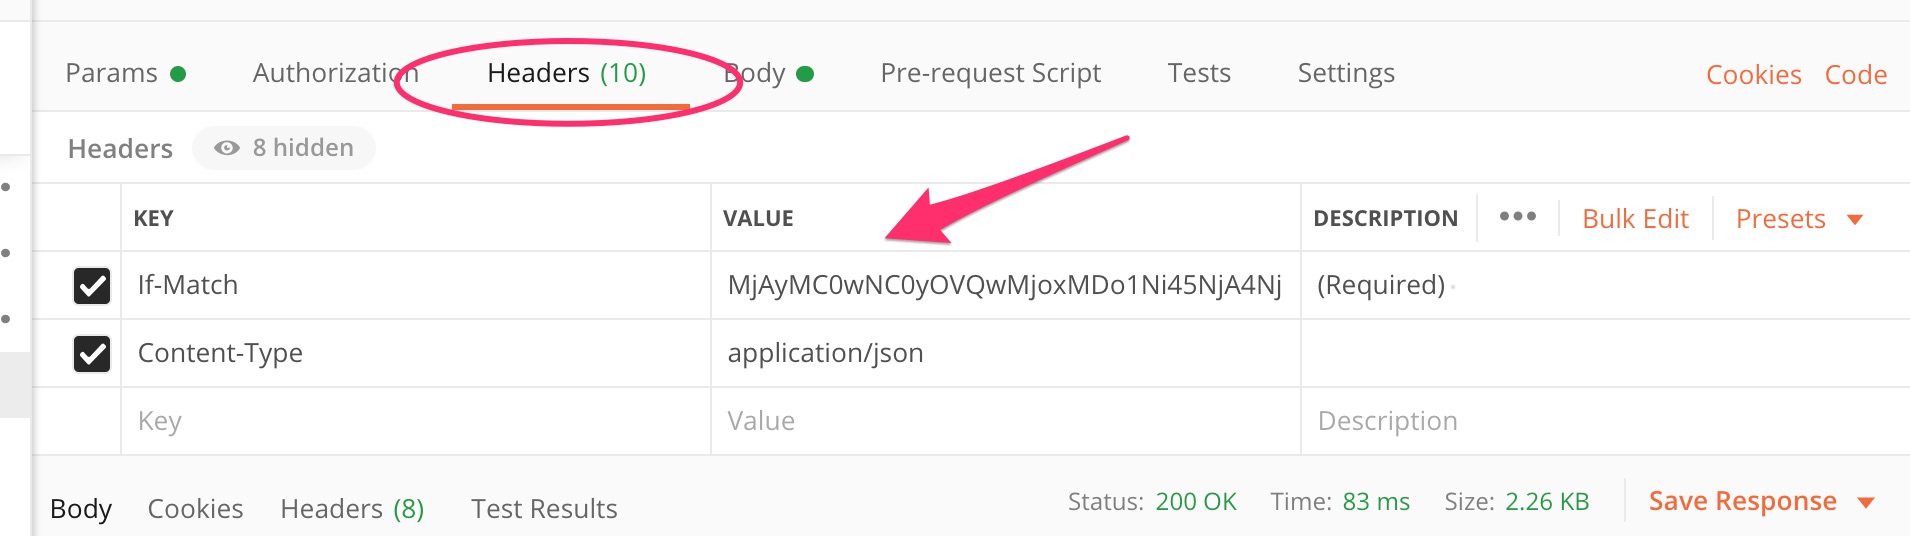 Params Authorization Headers (10) Body Pre-request Script Tests Settings Cookies Code
Headers 8 hidden
KEY VALUE DESCRIPTION ••• Bulk Edit Presets
If-Match MjAyMC0wNC0yOVQwMjoxMDo1Ni45NjA4Nj (Required)
Content-Type application/json
Key Value Description
Body Cookies Headers (8) Test Results Status: 200 OK Time: 83 ms Size: 2.26 KB Save Response